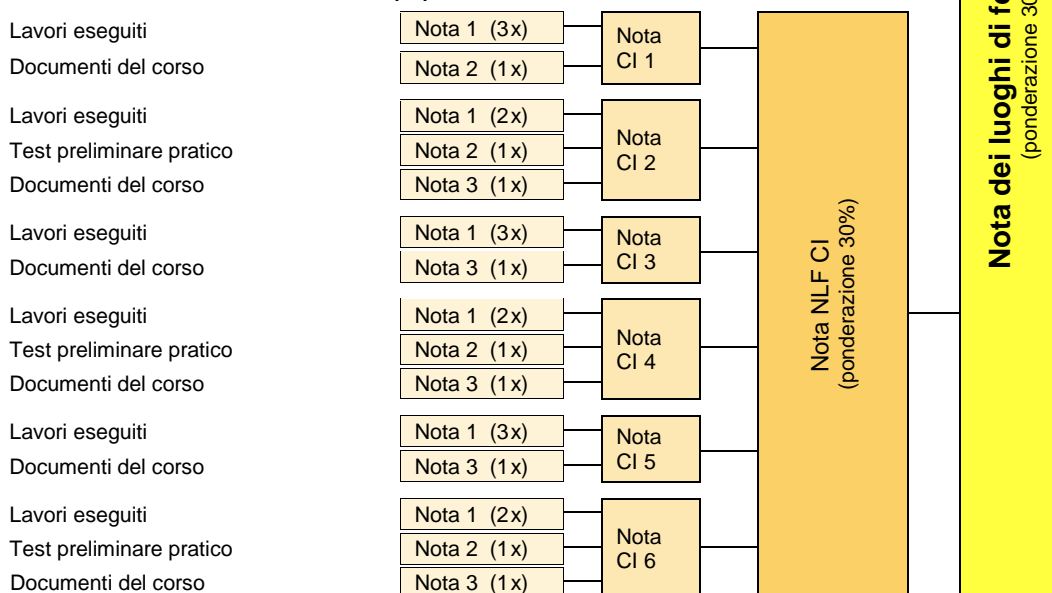 Lavori eseguiti
Nota 1 (3x)
Documenti del corso
Nota 2 (1x)
Nota
CI 1
Lavori eseguiti
Nota 1 (2x)
Test preliminare pratico
Nota 2 (1x)
Documenti del corso
Nota 3 (1x)
Nota
CI 2
Lavori eseguiti
Nota 1 (3x)
Documenti del corso
Nota 3 (1x)
Nota
CI 3
Lavori eseguiti
Nota 1 (2x)
Test preliminare pratico
Nota 2 (1x)
Documenti del corso
Nota 3 (1x)
Nota
CI 4
Lavori eseguiti
Nota 1 (3x)
Documenti del corso
Nota 3 (1x)
Nota
CI 5
Lavori eseguiti
Nota 1 (2x)
Test preliminare pratico
Nota 2 (1x)
Documenti del corso
Nota 3 (1x)
Nota
CI 6
Nota NLF CI
(ponderazione 30%)
Nota dei luoghi di
(ponderazione